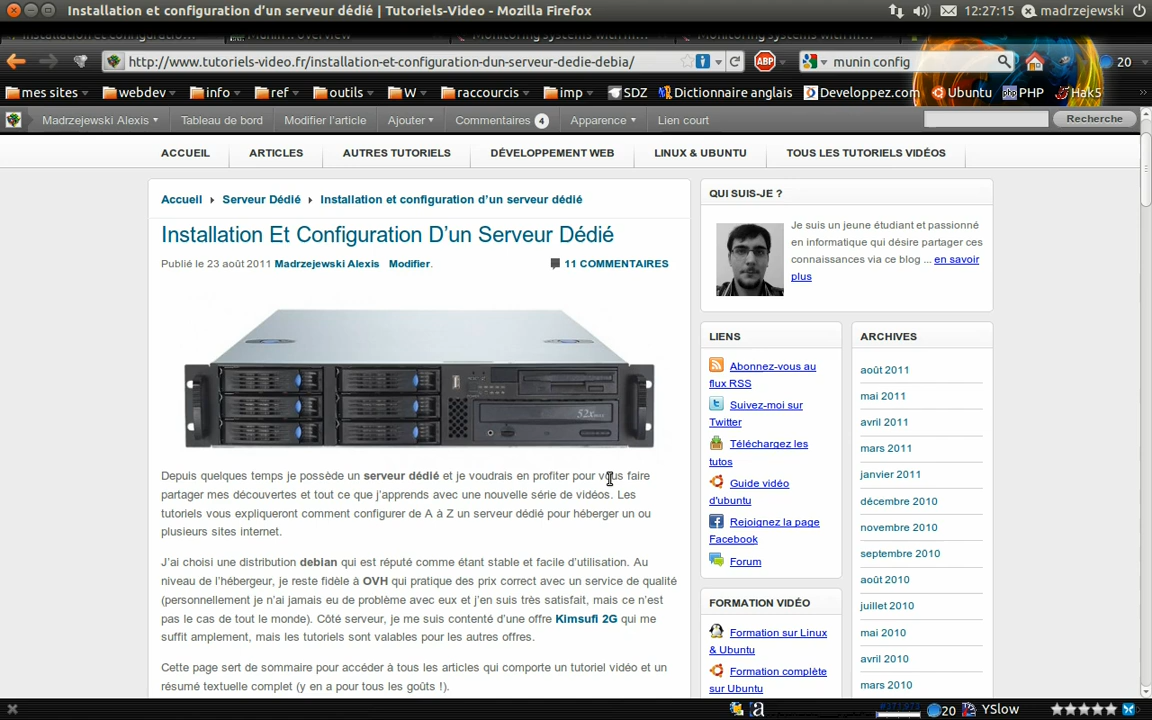 Installation et configuration d'un serveur dédié | Tutoriels-Video - Mozilla Firefox
12:27:15 madrzejewski
http://www.tutoriels-video.fr/installation-et-configuration-dun-serveur-dedie-debia/
ABP
munin config
20
mes sites webdev info ref outils W raccourcis imp SDZ Dictionnaire anglais Developpez.com Ubuntu PHP Hak5
Madrzejewski Alexis Tableau de bord Modifier l'article Ajouter Commentaires 4 Apparence Lien court Recherche
ACCUEIL ARTICLES AUTRES TUTORIELS DÉVELOPPEMENT WEB LINUX & UBUNTU TOUS LES TUTORIELS VIDÉOS
Accueil Serveur Dédié Installation et configuration d'un serveur dédié
Installation Et Configuration D'un Serveur Dédié
Publié le 23 août 2011 Madrzejewski Alexis Modifier.
11 COMMENTAIRES
52x
Depuis quelques temps je possède un serveur dédié et je voudrais en profiter pour vous faire
partager mes découvertes et tout ce que j'apprends avec une nouvelle série de vidéos. Les
tutoriels vous expliqueront comment configurer de A à Z un serveur dédié pour héberger un ou
plusieurs sites internet.
J'ai choisi une distribution debian qui est réputé comme étant stable et facile d'utilisation. Au
niveau de l'hébergeur, je reste fidèle à OVH qui pratique des prix correct avec un service de qualité
(personnellement je n'ai jamais eu de problème avec eux et j'en suis très satisfait, mais ce n'est
pas le cas de tout le monde). Côté serveur, je me suis contenté d'une offre Kimsufi 2G qui me
suffit amplement, mais les tutoriels sont valables pour les autres offres.
Cette page sert de sommaire pour accéder à tous les articles qui comporte un tutoriel vidéo et un
résumé textuelle complet (y en a pour tous les goûts !).
QUI SUIS-JE ?
Je suis un jeune étudiant et passionné
en informatique qui désire partager ces
connaissances via ce blog ... en savoir
plus
LIENS
Abonnez-vous au
flux RSS
Suivez-moi sur
Twitter
Téléchargez les
tutos
Guide vidéo
d'ubuntu
Rejoignez la page
Facebook
Forum
FORMATION VIDÉO
Formation sur Linux
& Ubuntu
Formation complète
sur Ubuntu
ARCHIVES
août 2011
mai 2011
avril 2011
mars 2011
janvier 2011
décembre 2010
novembre 2010
septembre 2010
août 2010
juillet 2010
mai 2010
avril 2010
mars 2010
20 YSlow